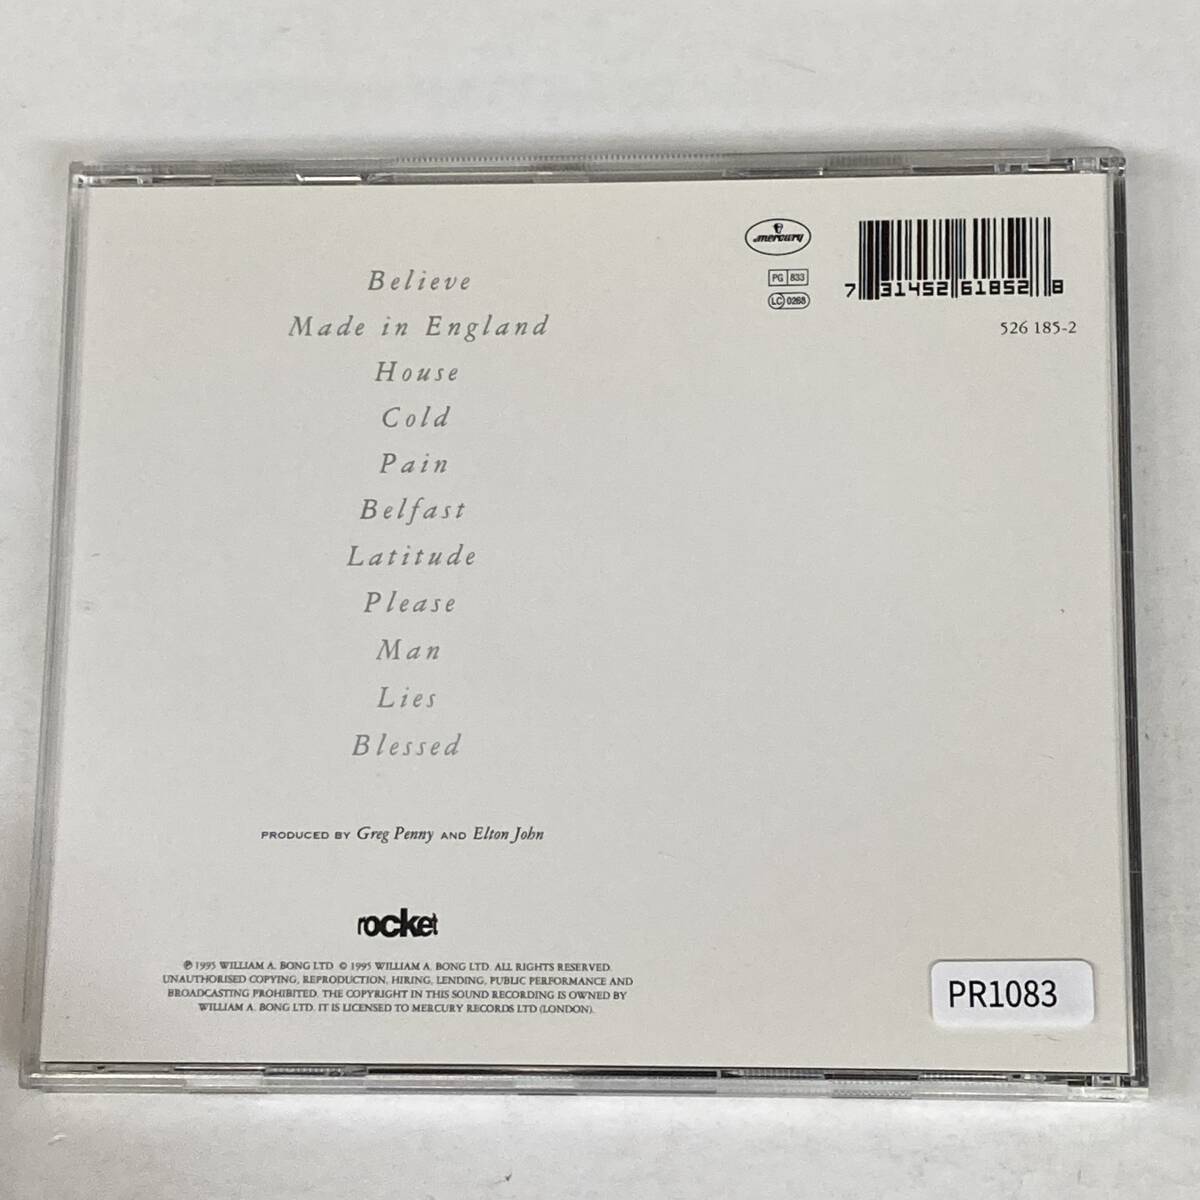 Believe
Made in England
House
Cold
Pain
Belfast
Latitude
Please
Man
Lies
Blessed
PRODUCED BY Greg Penny AND Elton John
rocket
℗ 1995 WILLIAM A. BONG LTD © 1995 WILLIAM A. BONG LTD. ALL RIGHTS RESERVED.
UNAUTHORISED COPYING, REPRODUCTION, HIRING, LENDING, PUBLIC PERFORMANCE AND
BROADCASTING PROHIBITED. THE COPYRIGHT IN THIS SOUND RECORDING IS OWNED BY
WILLIAM A. BONG LTD. IT IS LICENSED TO MERCURY RECORDS LTD (LONDON).
mercury
PG 833
LC 0268
7 31452 61852 8
526 185-2
PR1083